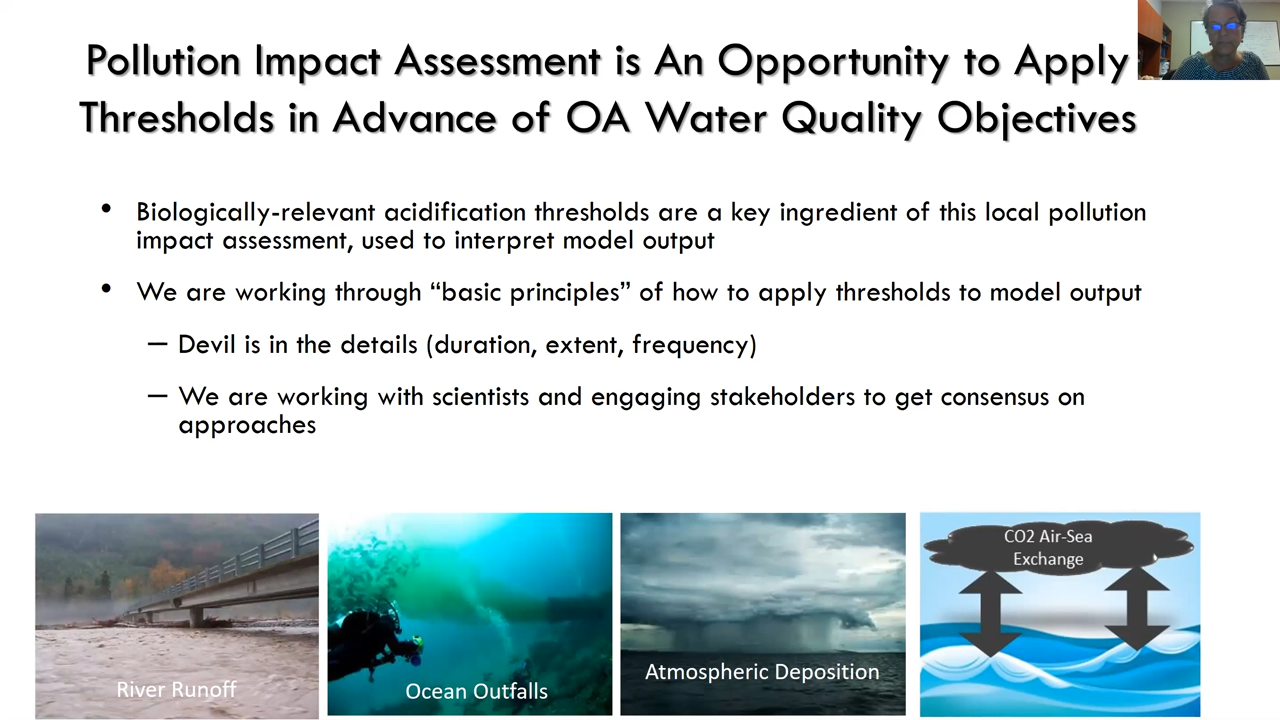 Pollution Impact Assessment is An Opportunity to Apply
Thresholds in Advance of OA Water Quality Objectives
• Biologically-relevant acidification thresholds are a key ingredient of this local pollution
impact assessment, used to interpret model output
• We are working through “basic principles” of how to apply thresholds to model output
– Devil is in the details (duration, extent, frequency)
– We are working with scientists and engaging stakeholders to get consensus on
approaches
River Runoff
Ocean Outfalls
Atmospheric Deposition
CO2 Air-Sea
Exchange